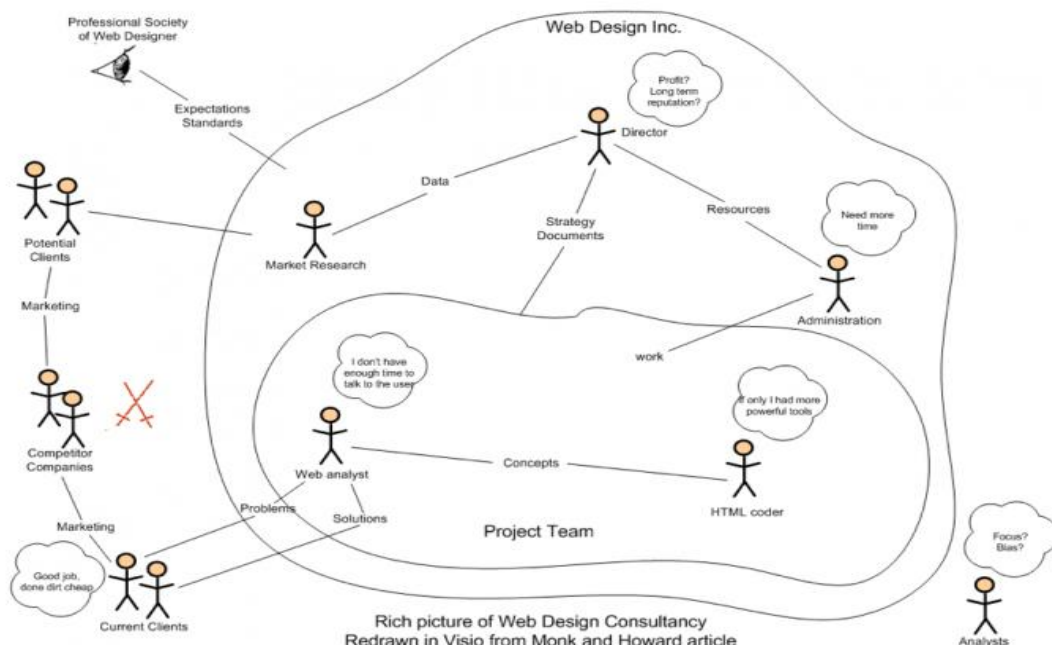 Professional Society
of Web Designer
Web Design Inc.
Profit?
Long term
reputation?
Expectations
Standards
Director
Data
Resources
Need more
time
Strategy
Documents
Potential
Clients
Market Research
Marketing
Administration
work
I don't have
enough time to
talk to the user
If only I had more
powerful tools
Competitor
Companies
Web analyst
Concepts
HTML coder
Marketing
Problems
Solutions
Project Team
Focus?
Bias?
Good job,
done dirt cheap
Current Clients
Rich picture of Web Design Consultancy
Redrawn in Visio from Monk and Howard article
Analysts